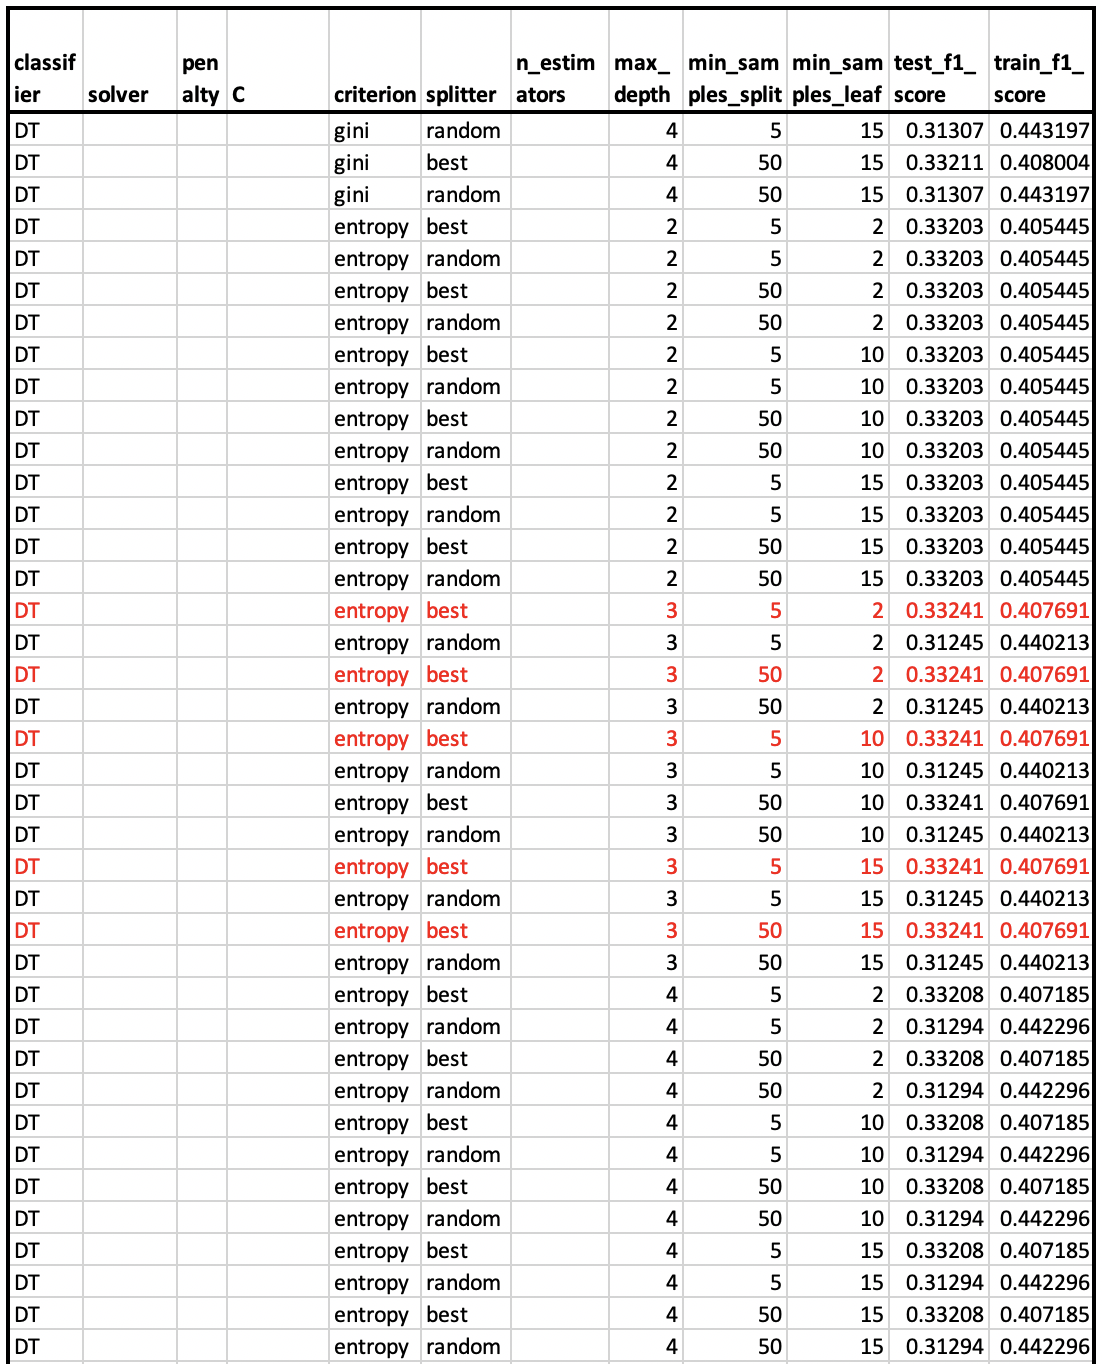 classif pen n_estim max_ min_sam min_sam test_f1_ train_f1_
ier solver alty C criterion splitter ators depth ples_split ples_leaf score score
DT gini random 4 5 15 0.31307 0.443197
DT gini best 4 50 15 0.33211 0.408004
DT gini random 4 50 15 0.31307 0.443197
DT entropy best 2 5 2 0.33203 0.405445
DT entropy random 2 5 2 0.33203 0.405445
DT entropy best 2 50 2 0.33203 0.405445
DT entropy random 2 50 2 0.33203 0.405445
DT entropy best 2 5 10 0.33203 0.405445
DT entropy random 2 5 10 0.33203 0.405445
DT entropy best 2 50 10 0.33203 0.405445
DT entropy random 2 50 10 0.33203 0.405445
DT entropy best 2 5 15 0.33203 0.405445
DT entropy random 2 5 15 0.33203 0.405445
DT entropy best 2 50 15 0.33203 0.405445
DT entropy random 2 50 15 0.33203 0.405445
DT entropy best 3 5 2 0.33241 0.407691
DT entropy random 3 5 2 0.31245 0.440213
DT entropy best 3 50 2 0.33241 0.407691
DT entropy random 3 50 2 0.31245 0.440213
DT entropy best 3 5 10 0.33241 0.407691
DT entropy random 3 5 10 0.31245 0.440213
DT entropy best 3 50 10 0.33241 0.407691
DT entropy random 3 50 10 0.31245 0.440213
DT entropy best 3 5 15 0.33241 0.407691
DT entropy random 3 5 15 0.31245 0.440213
DT entropy best 3 50 15 0.33241 0.407691
DT entropy random 3 50 15 0.31245 0.440213
DT entropy best 4 5 2 0.33208 0.407185
DT entropy random 4 5 2 0.31294 0.442296
DT entropy best 4 50 2 0.33208 0.407185
DT entropy random 4 50 2 0.31294 0.442296
DT entropy best 4 5 10 0.33208 0.407185
DT entropy random 4 5 10 0.31294 0.442296
DT entropy best 4 50 10 0.33208 0.407185
DT entropy random 4 50 10 0.31294 0.442296
DT entropy best 4 5 15 0.33208 0.407185
DT entropy random 4 5 15 0.31294 0.442296
DT entropy best 4 50 15 0.33208 0.407185
DT entropy random 4 50 15 0.31294 0.442296